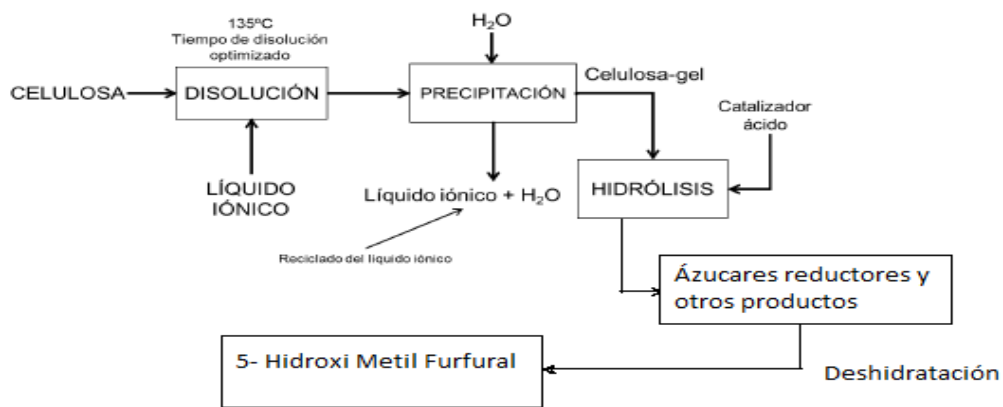 135ºC
Tiempo de disolución
optimizado
H₂O
CELULOSA
DISOLUCIÓN
PRECIPITACIÓN
Celulosa-gel
Catalizador
ácido
LÍQUIDO
IÓNICO
Líquido iónico + H₂O
HIDRÓLISIS
Reciclado del líquido iónico
Ázucares reductores y
otros productos
5- Hidroxi Metil Furfural
Deshidratación